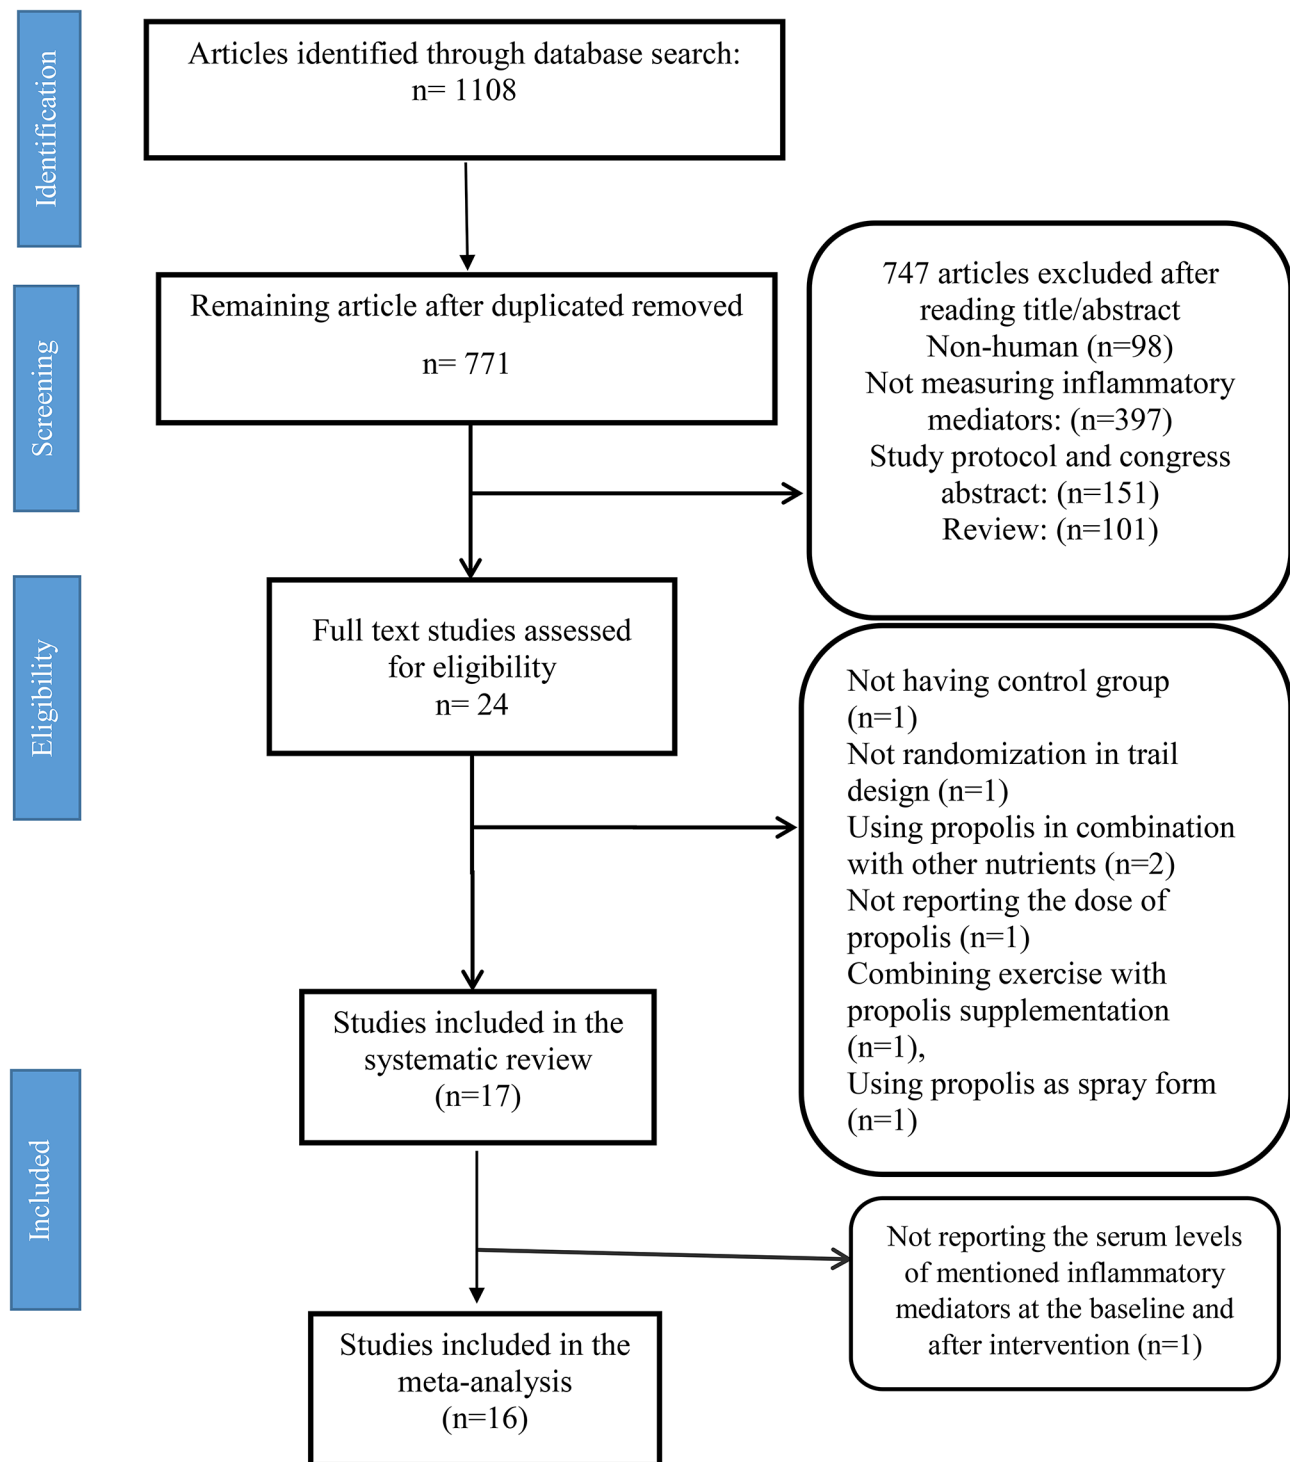 Identification
Articles identified through database search:
n= 1108
Screening
Remaining article after duplicated removed
n= 771
747 articles excluded after
reading title/abstract
Non-human (n=98)
Not measuring inflammatory
mediators: (n=397)
Study protocol and congress
abstract: (n=151)
Review: (n=101)
Eligibility
Full text studies assessed
for eligibility
n= 24
Not having control group
(n=1)
Not randomization in trail
design (n=1)
Using propolis in combination
with other nutrients (n=2)
Not reporting the dose of
propolis (n=1)
Combining exercise with
propolis supplementation
(n=1),
Using propolis as spray form
(n=1)
Included
Studies included in the
systematic review
(n=17)
Not reporting the serum levels
of mentioned inflammatory
mediators at the baseline and
after intervention (n=1)
Studies included in the
meta-analysis
(n=16)